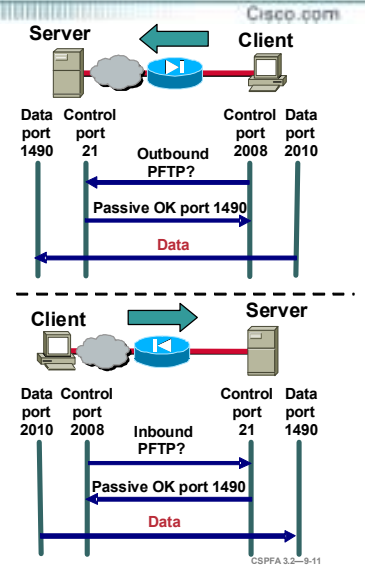 Cisco.com
Server
Client
Data Control
port port
1490 21
Control Data
port port
2008 2010
Outbound
PFTP?
Passive OK port 1490
Data
Client
Server
Data Control
port port
2010 2008
Control Data
port port
21 1490
Inbound
PFTP?
Passive OK port 1490
Data
CSPFA 3.2—9-11